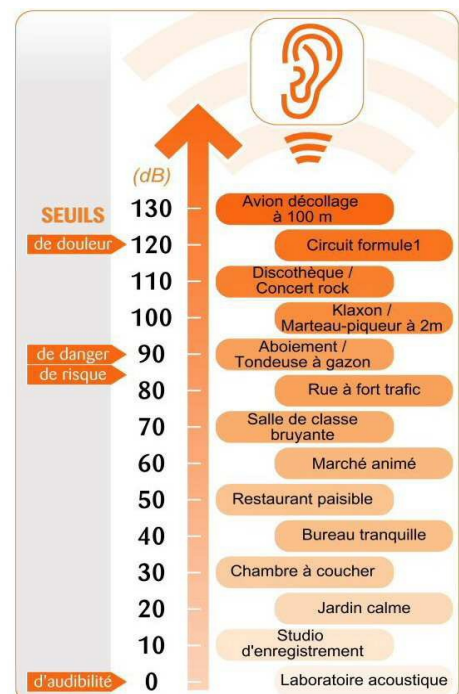 (dB)
SEUILS
130
Avion décollage
à 100 m
de douleur
120
Circuit formule1
110
Discothèque /
Concert rock
100
Klaxon /
Marteau-piqueur à 2m
de danger
90
Aboiement /
Tondeuse à gazon
de risque
80
Rue à fort trafic
70
Salle de classe
bruyante
60
Marché animé
50
Restaurant paisible
40
Bureau tranquille
30
Chambre à coucher
20
Jardin calme
10
Studio
d'enregistrement
d'audibilité
0
Laboratoire acoustique